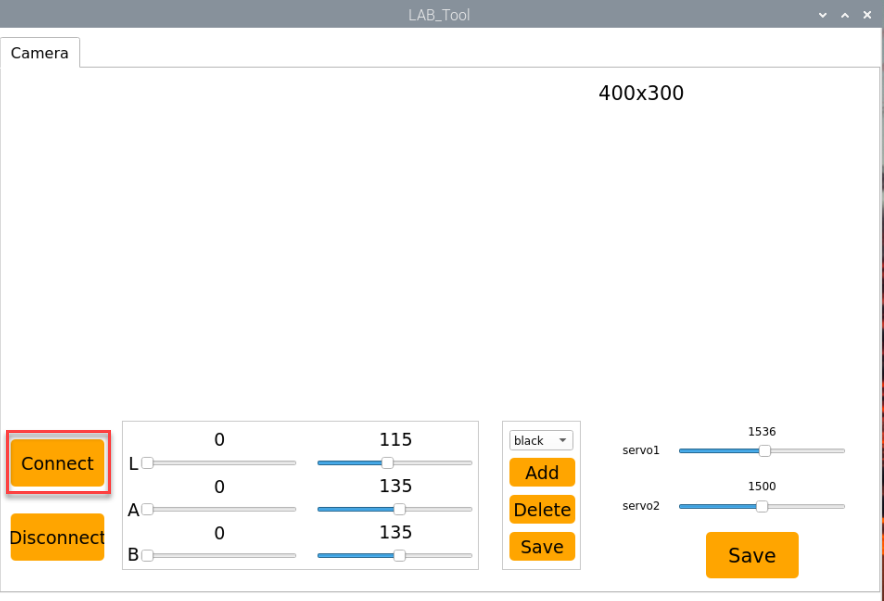 LAB_Tool
Camera
400x300
Connect
Disconnect
0 115
L
0 135
A
0 135
B
black
Add
Delete
Save
1536
servo1
1500
servo2
Save